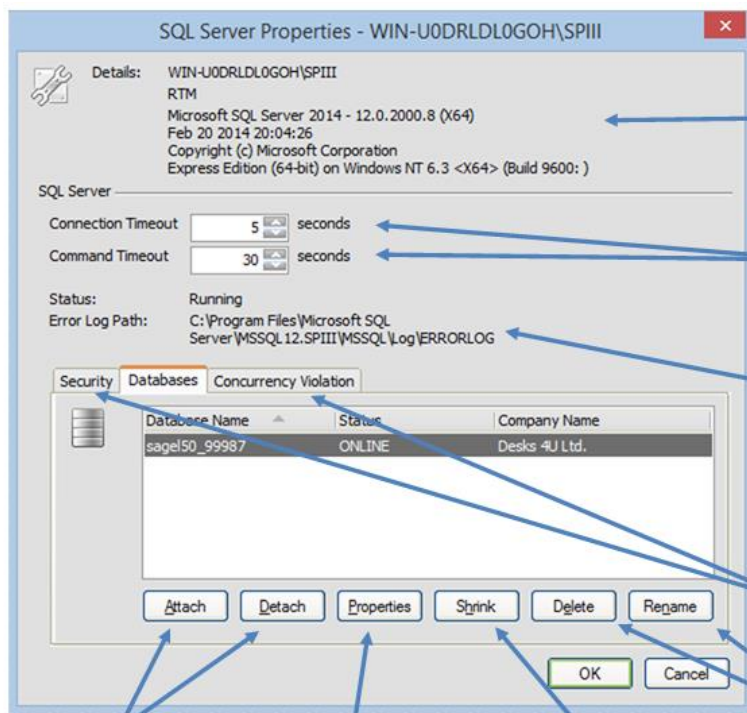 SQL Server Properties - WIN-U0DRLDL0GOH\SPIII
Details: WIN-U0DRLDL0GOH\SPIII
RTM
Microsoft SQL Server 2014 - 12.0.2000.8 (X64)
Feb 20 2014 20:04:26
Copyright (c) Microsoft Corporation
Express Edition (64-bit) on Windows NT 6.3 <X64> (Build 9600: )
SQL Server
Connection Timeout 5 seconds
Command Timeout 30 seconds
Status: Running
Error Log Path: C:\Program Files\Microsoft SQL
Server\MSSQL12.SPIII\MSSQL\Log\ERRORLOG
Security Databases Concurrency Violation
Database Name Status Company Name
sagel50_99987 ONLINE Desks 4U Ltd.
Attach Detach Properties Shrink Delete Rename
OK Cancel